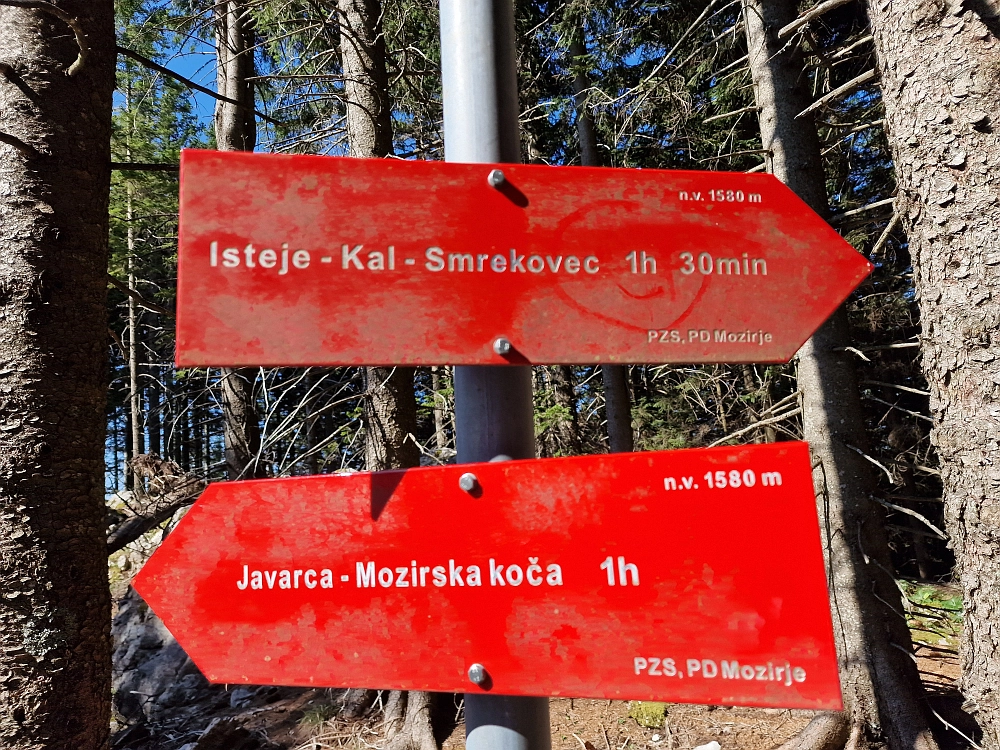 n.v. 1580 m
Isteje - Kal - Smrekovec 1h 30min
PZS, PD Mozirje
n.v. 1580 m
Javarca - Mozirska koča 1h
PZS, PD Mozirje